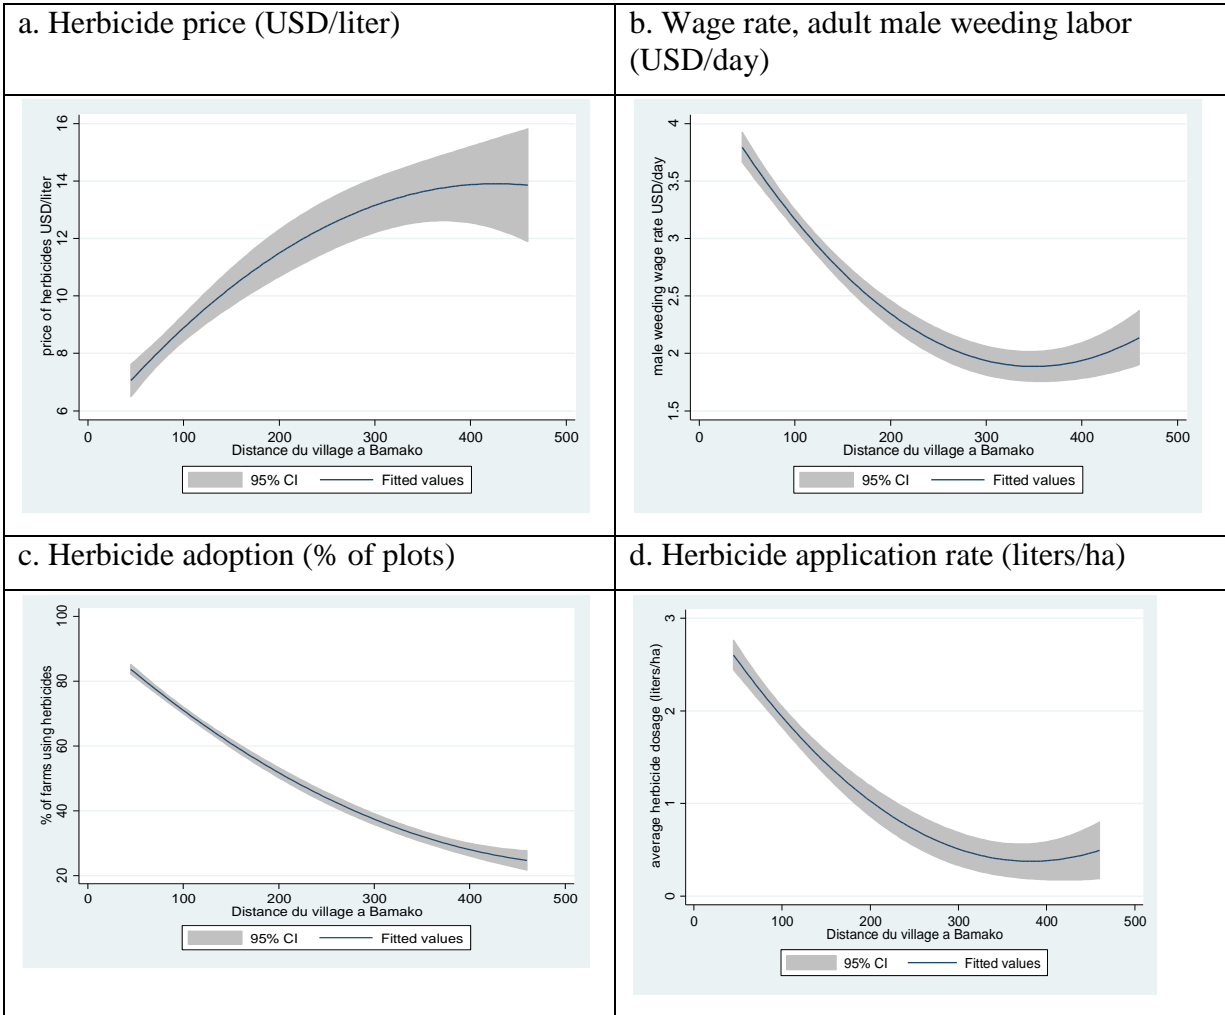 a. Herbicide price (USD/liter)
b. Wage rate, adult male weeding labor
(USD/day)
price of herbicides USD/liter
16
14
12
10
8
6
0 100 200 300 400 500
Distance du village a Bamako
95% CI Fitted values
male weeding wage rate USD/day
4
3.5
3
2.5
2
1.5
0 100 200 300 400 500
Distance du village a Bamako
95% CI Fitted values
c. Herbicide adoption (% of plots)
d. Herbicide application rate (liters/ha)
% of farms using herbicides
100
80
60
40
20
0 100 200 300 400 500
Distance du village a Bamako
95% CI Fitted values
average herbicide dosage (liters/ha)
3
2
1
0
0 100 200 300 400 500
Distance du village a Bamako
95% CI Fitted values